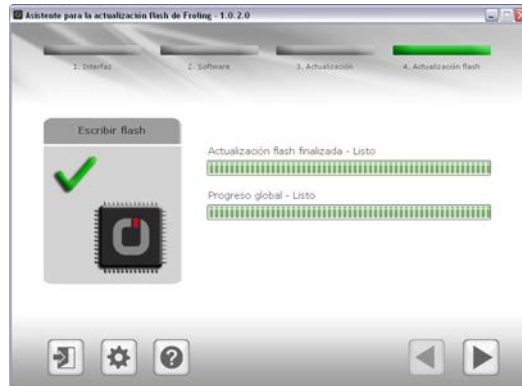 Asistente para la actualización flash de Froling - 1.0.2.0
1. Interfaz
2. Software
3. Actualización
4. Actualización flash
Escribir flash
Actualización flash finalizada - Listo
Progreso global - Listo